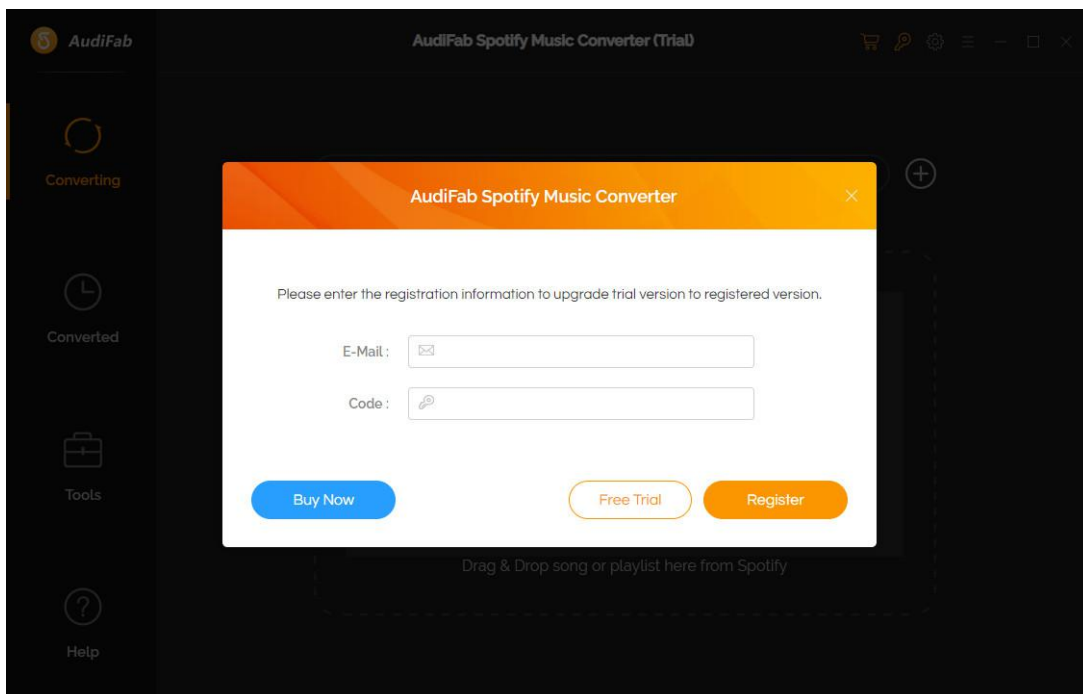 AudiFab
AudiFab Spotify Music Converter (Trial)
Converting
AudiFab Spotify Music Converter
Please enter the registration information to upgrade trial version to registered version.
E-Mail :
Code :
Converted
Tools
Buy Now
Free Trial
Register
Drag & Drop song or playlist here from Spotify
Help